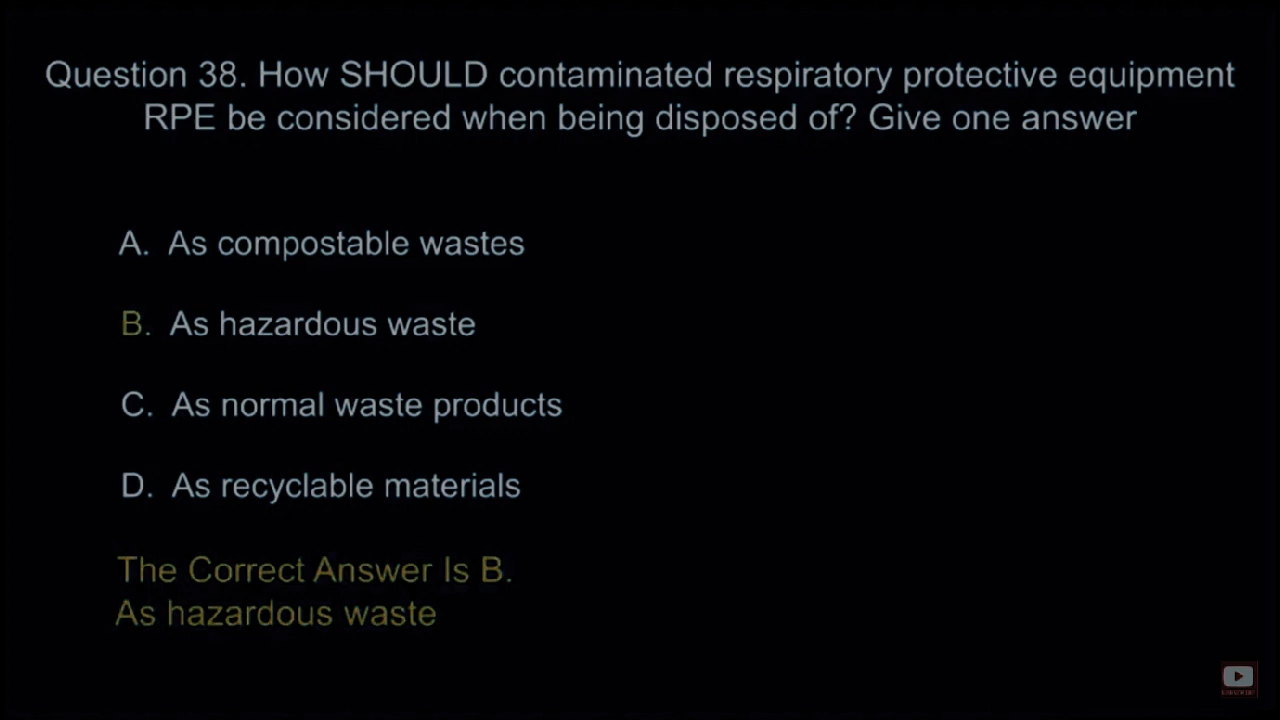 Question 38. How SHOULD contaminated respiratory protective equipment
RPE be considered when being disposed of? Give one answer
A. As compostable wastes
B. As hazardous waste
C. As normal waste products
D. As recyclable materials
The Correct Answer Is B.
As hazardous waste